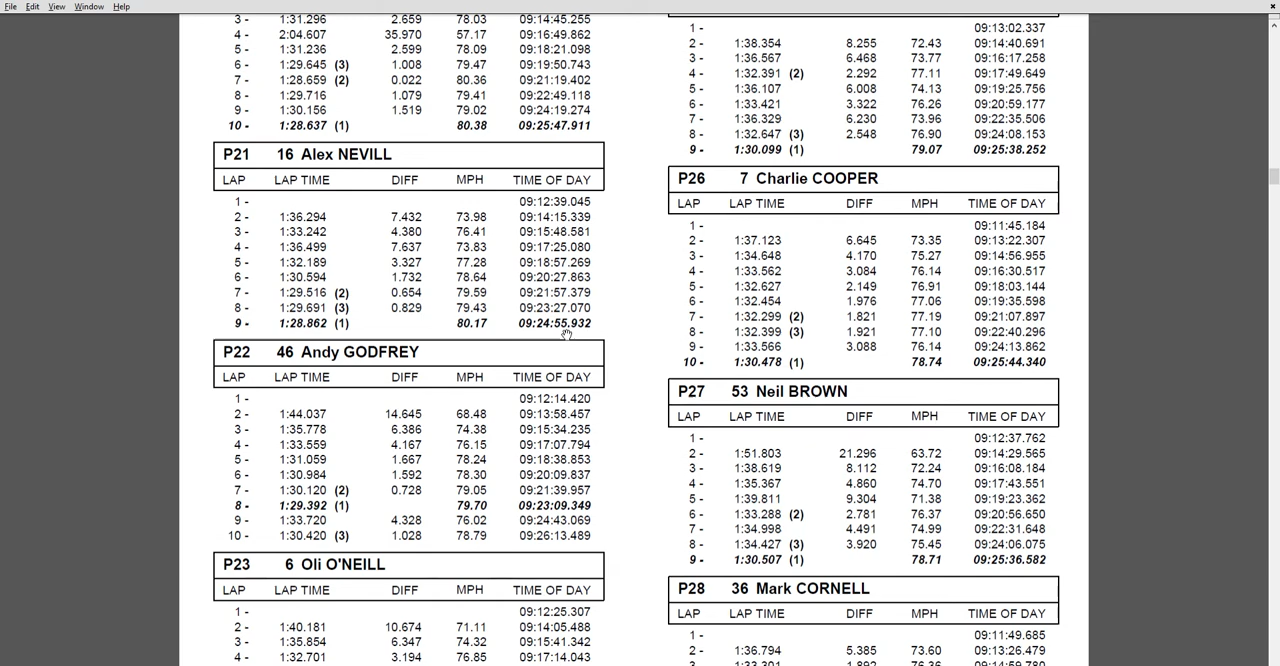 File Edit View Window Help
3 - 1:31.296 2.659 78.03 09:14:45.255
4 - 2:04.607 35.970 57.17 09:16:49.862
5 - 1:31.236 2.599 78.09 09:18:21.098
6 - 1:29.645 (3) 1.008 79.47 09:19:50.743
7 - 1:28.659 (2) 0.022 80.36 09:21:19.402
8 - 1:29.716 1.079 79.41 09:22:49.118
9 - 1:30.156 1.519 79.02 09:24:19.274
10 - 1:28.637 (1) 80.38 09:25:47.911
P21 16 Alex NEVILL
LAP LAP TIME DIFF MPH TIME OF DAY
1 - 09:12:39.045
2 - 1:36.294 7.432 73.98 09:14:15.339
3 - 1:33.242 4.380 76.41 09:15:48.581
4 - 1:36.499 7.637 73.83 09:17:25.080
5 - 1:32.189 3.327 77.28 09:18:57.269
6 - 1:30.594 1.732 78.64 09:20:27.863
7 - 1:29.516 (2) 0.654 79.59 09:21:57.379
8 - 1:29.691 (3) 0.829 79.43 09:23:27.070
9 - 1:28.862 (1) 80.17 09:24:55.932
P22 46 Andy GODFREY
LAP LAP TIME DIFF MPH TIME OF DAY
1 - 09:12:14.420
2 - 1:44.037 14.645 68.48 09:13:58.457
3 - 1:35.778 6.386 74.38 09:15:34.235
4 - 1:33.559 4.167 76.15 09:17:07.794
5 - 1:31.059 1.667 78.24 09:18:38.853
6 - 1:30.984 1.592 78.30 09:20:09.837
7 - 1:30.120 (2) 0.728 79.05 09:21:39.957
8 - 1:29.392 (1) 79.70 09:23:09.349
9 - 1:33.720 4.328 76.02 09:24:43.069
10 - 1:30.420 (3) 1.028 78.79 09:26:13.489
P23 6 Oli O'NEILL
LAP LAP TIME DIFF MPH TIME OF DAY
1 - 09:12:25.307
2 - 1:40.181 10.674 71.11 09:14:05.488
3 - 1:35.854 6.347 74.32 09:15:41.342
4 - 1:32.701 3.194 76.85 09:17:14.043
1 - 09:13:02.337
2 - 1:38.354 8.255 72.43 09:14:40.691
3 - 1:36.567 6.468 73.77 09:16:17.258
4 - 1:32.391 (2) 2.292 77.11 09:17:49.649
5 - 1:36.107 6.008 74.13 09:19:25.756
6 - 1:33.421 3.322 76.26 09:20:59.177
7 - 1:36.329 6.230 73.96 09:22:35.506
8 - 1:32.647 (3) 2.548 76.90 09:24:08.153
9 - 1:30.099 (1) 79.07 09:25:38.252
P26 7 Charlie COOPER
LAP LAP TIME DIFF MPH TIME OF DAY
1 - 09:11:45.184
2 - 1:37.123 6.645 73.35 09:13:22.307
3 - 1:34.648 4.170 75.27 09:14:56.955
4 - 1:33.562 3.084 76.14 09:16:30.517
5 - 1:32.627 2.149 76.91 09:18:03.144
6 - 1:32.454 1.976 77.06 09:19:35.598
7 - 1:32.299 (2) 1.821 77.19 09:21:07.897
8 - 1:32.399 (3) 1.921 77.10 09:22:40.296
9 - 1:33.566 3.088 76.14 09:24:13.862
10 - 1:30.478 (1) 78.74 09:25:44.340
P27 53 Neil BROWN
LAP LAP TIME DIFF MPH TIME OF DAY
1 - 09:12:37.762
2 - 1:51.803 21.296 63.72 09:14:29.565
3 - 1:38.619 8.112 72.24 09:16:08.184
4 - 1:35.367 4.860 74.70 09:17:43.551
5 - 1:39.811 9.304 71.38 09:19:23.362
6 - 1:33.288 (2) 2.781 76.37 09:20:56.650
7 - 1:34.998 4.491 74.99 09:22:31.648
8 - 1:34.427 (3) 3.920 75.45 09:24:06.075
9 - 1:30.507 (1) 78.71 09:25:36.582
P28 36 Mark CORNELL
LAP LAP TIME DIFF MPH TIME OF DAY
1 - 09:11:49.685
2 - 1:36.794 5.385 73.60 09:13:26.479
3 - 1:33.301 1.892 76.36 09:14:59.780